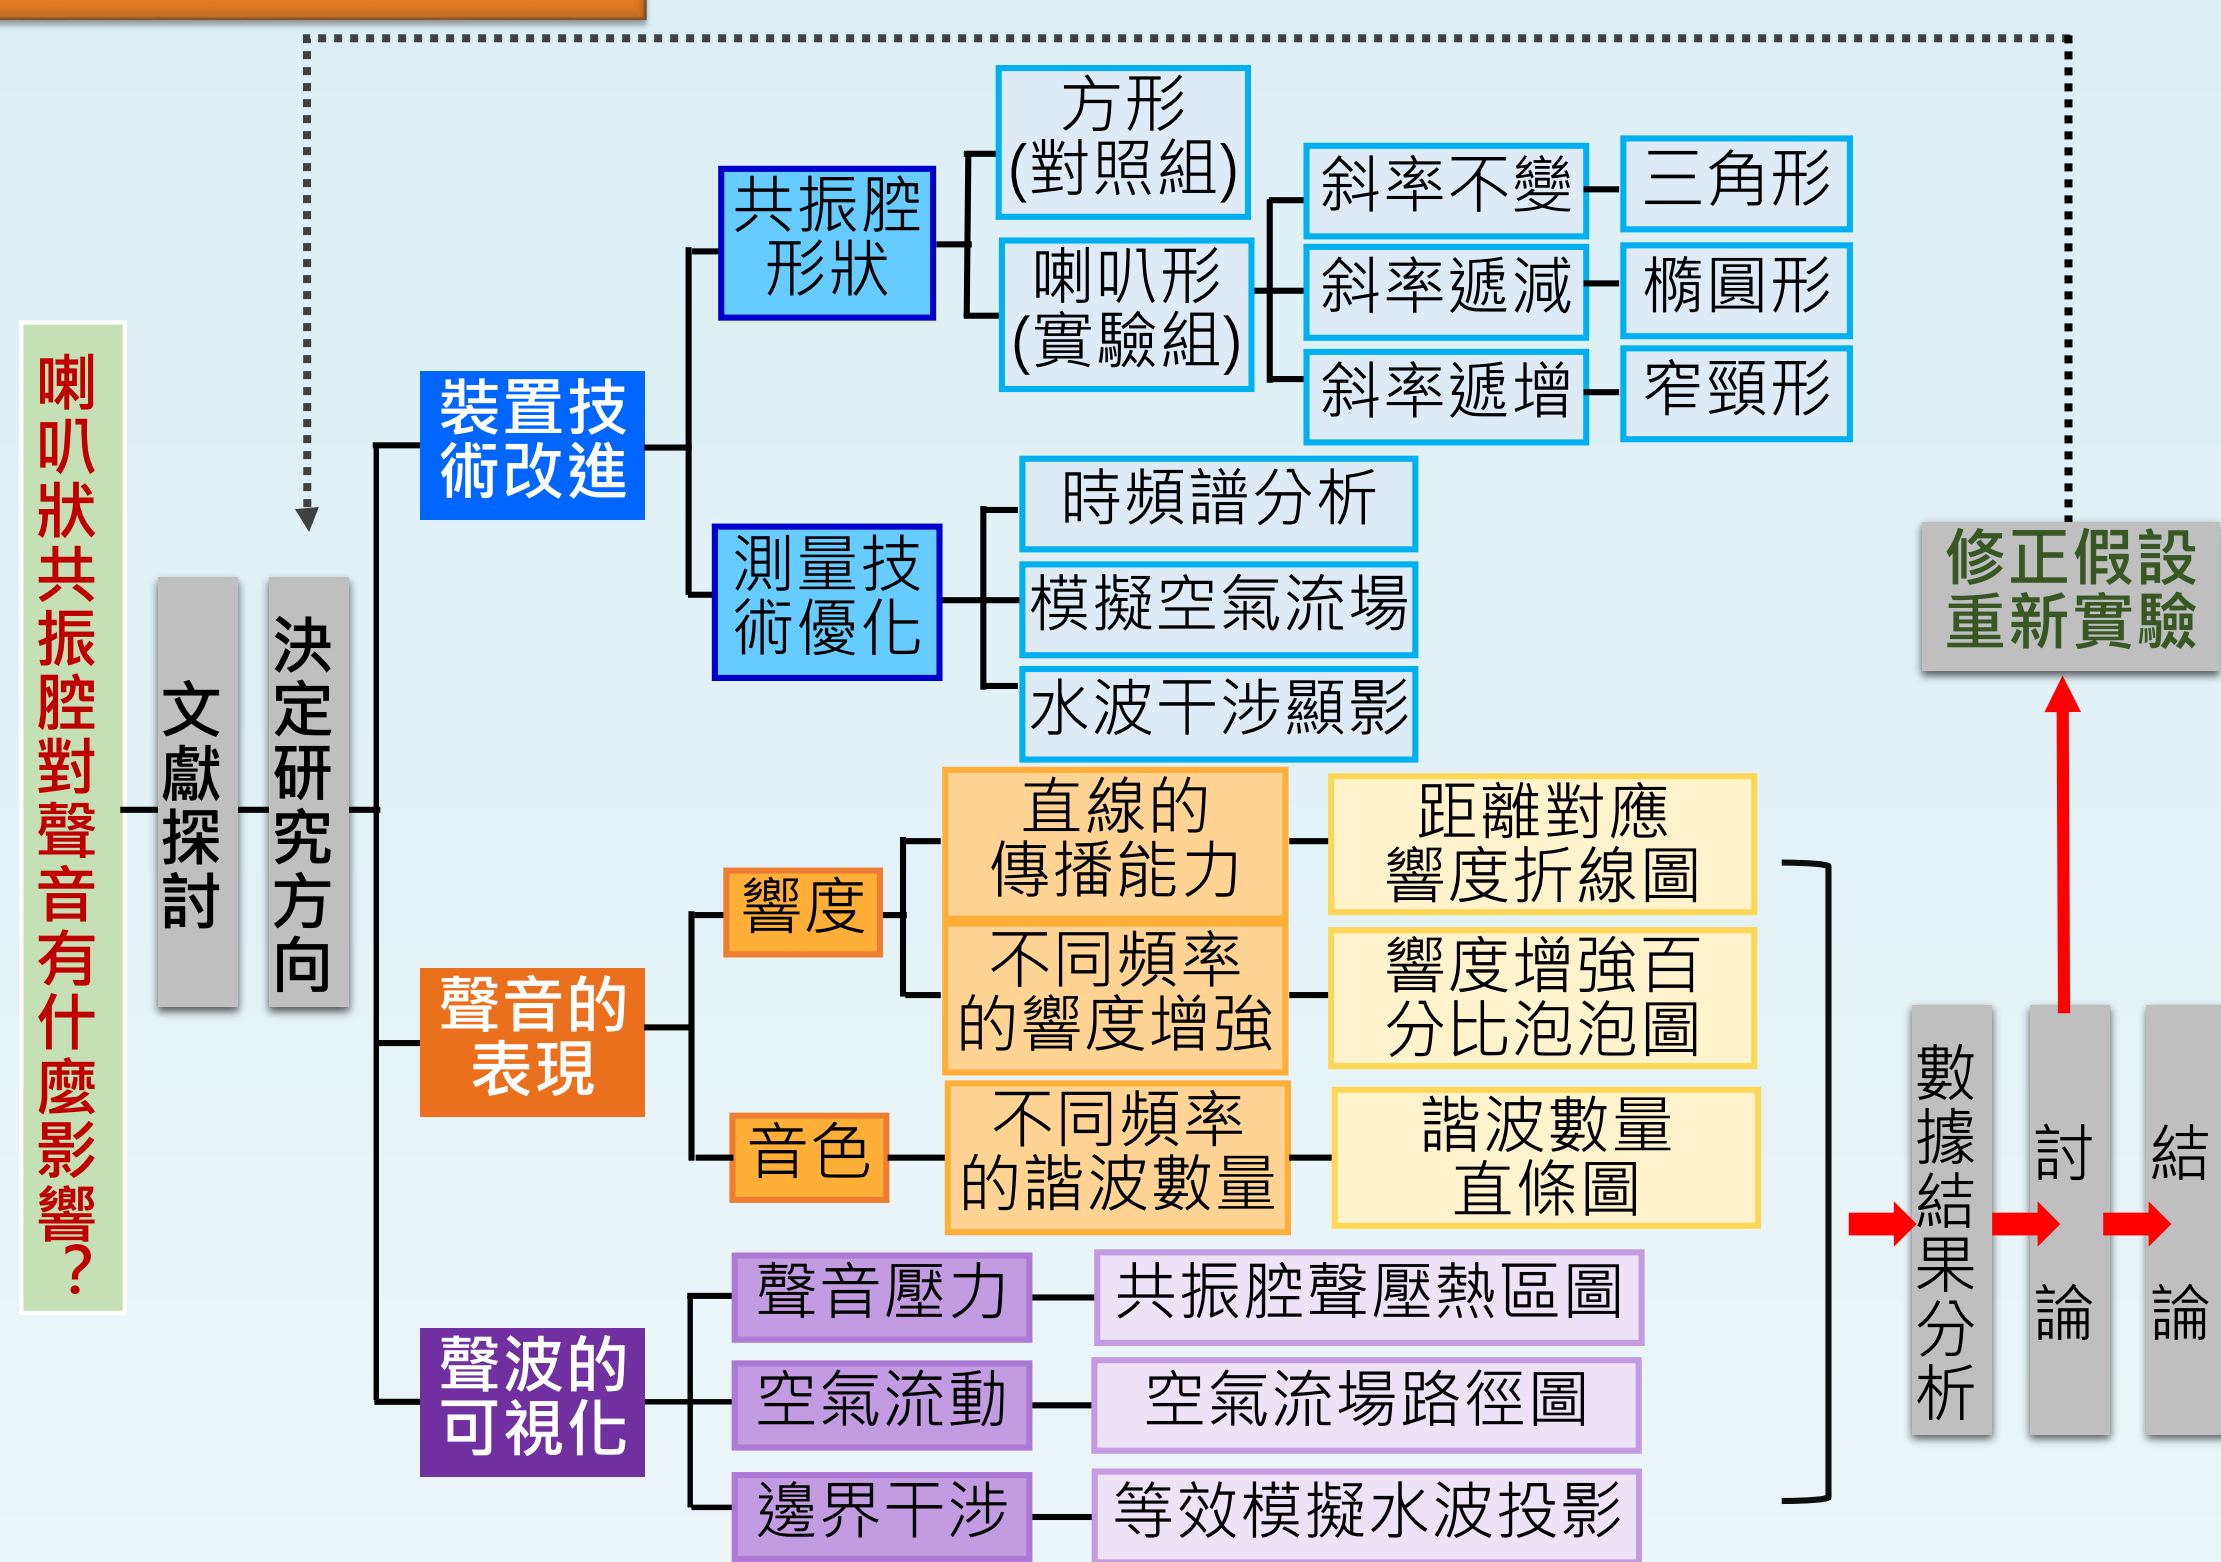 喇叭狀共振腔對聲音有什麼影響？
文獻探討
決定研究方向
裝置技
術改進
共振腔
形狀
方形
(對照組)
喇叭形
(實驗組)
斜率不變
三角形
斜率遞減
橢圓形
斜率遞增
窄頸形
測量技
術優化
時頻譜分析
模擬空氣流場
水波干涉顯影
聲音的
表現
響度
直線的
傳播能力
距離對應
響度折線圖
不同頻率
的響度增強
響度增強百
分比泡泡圖
音色
不同頻率
的諧波數量
諧波數量
直條圖
聲波的
可視化
聲音壓力
共振腔聲壓熱區圖
空氣流動
空氣流場路徑圖
邊界干涉
等效模擬水波投影
數據結果分析
討論
結論
修正假設
重新實驗